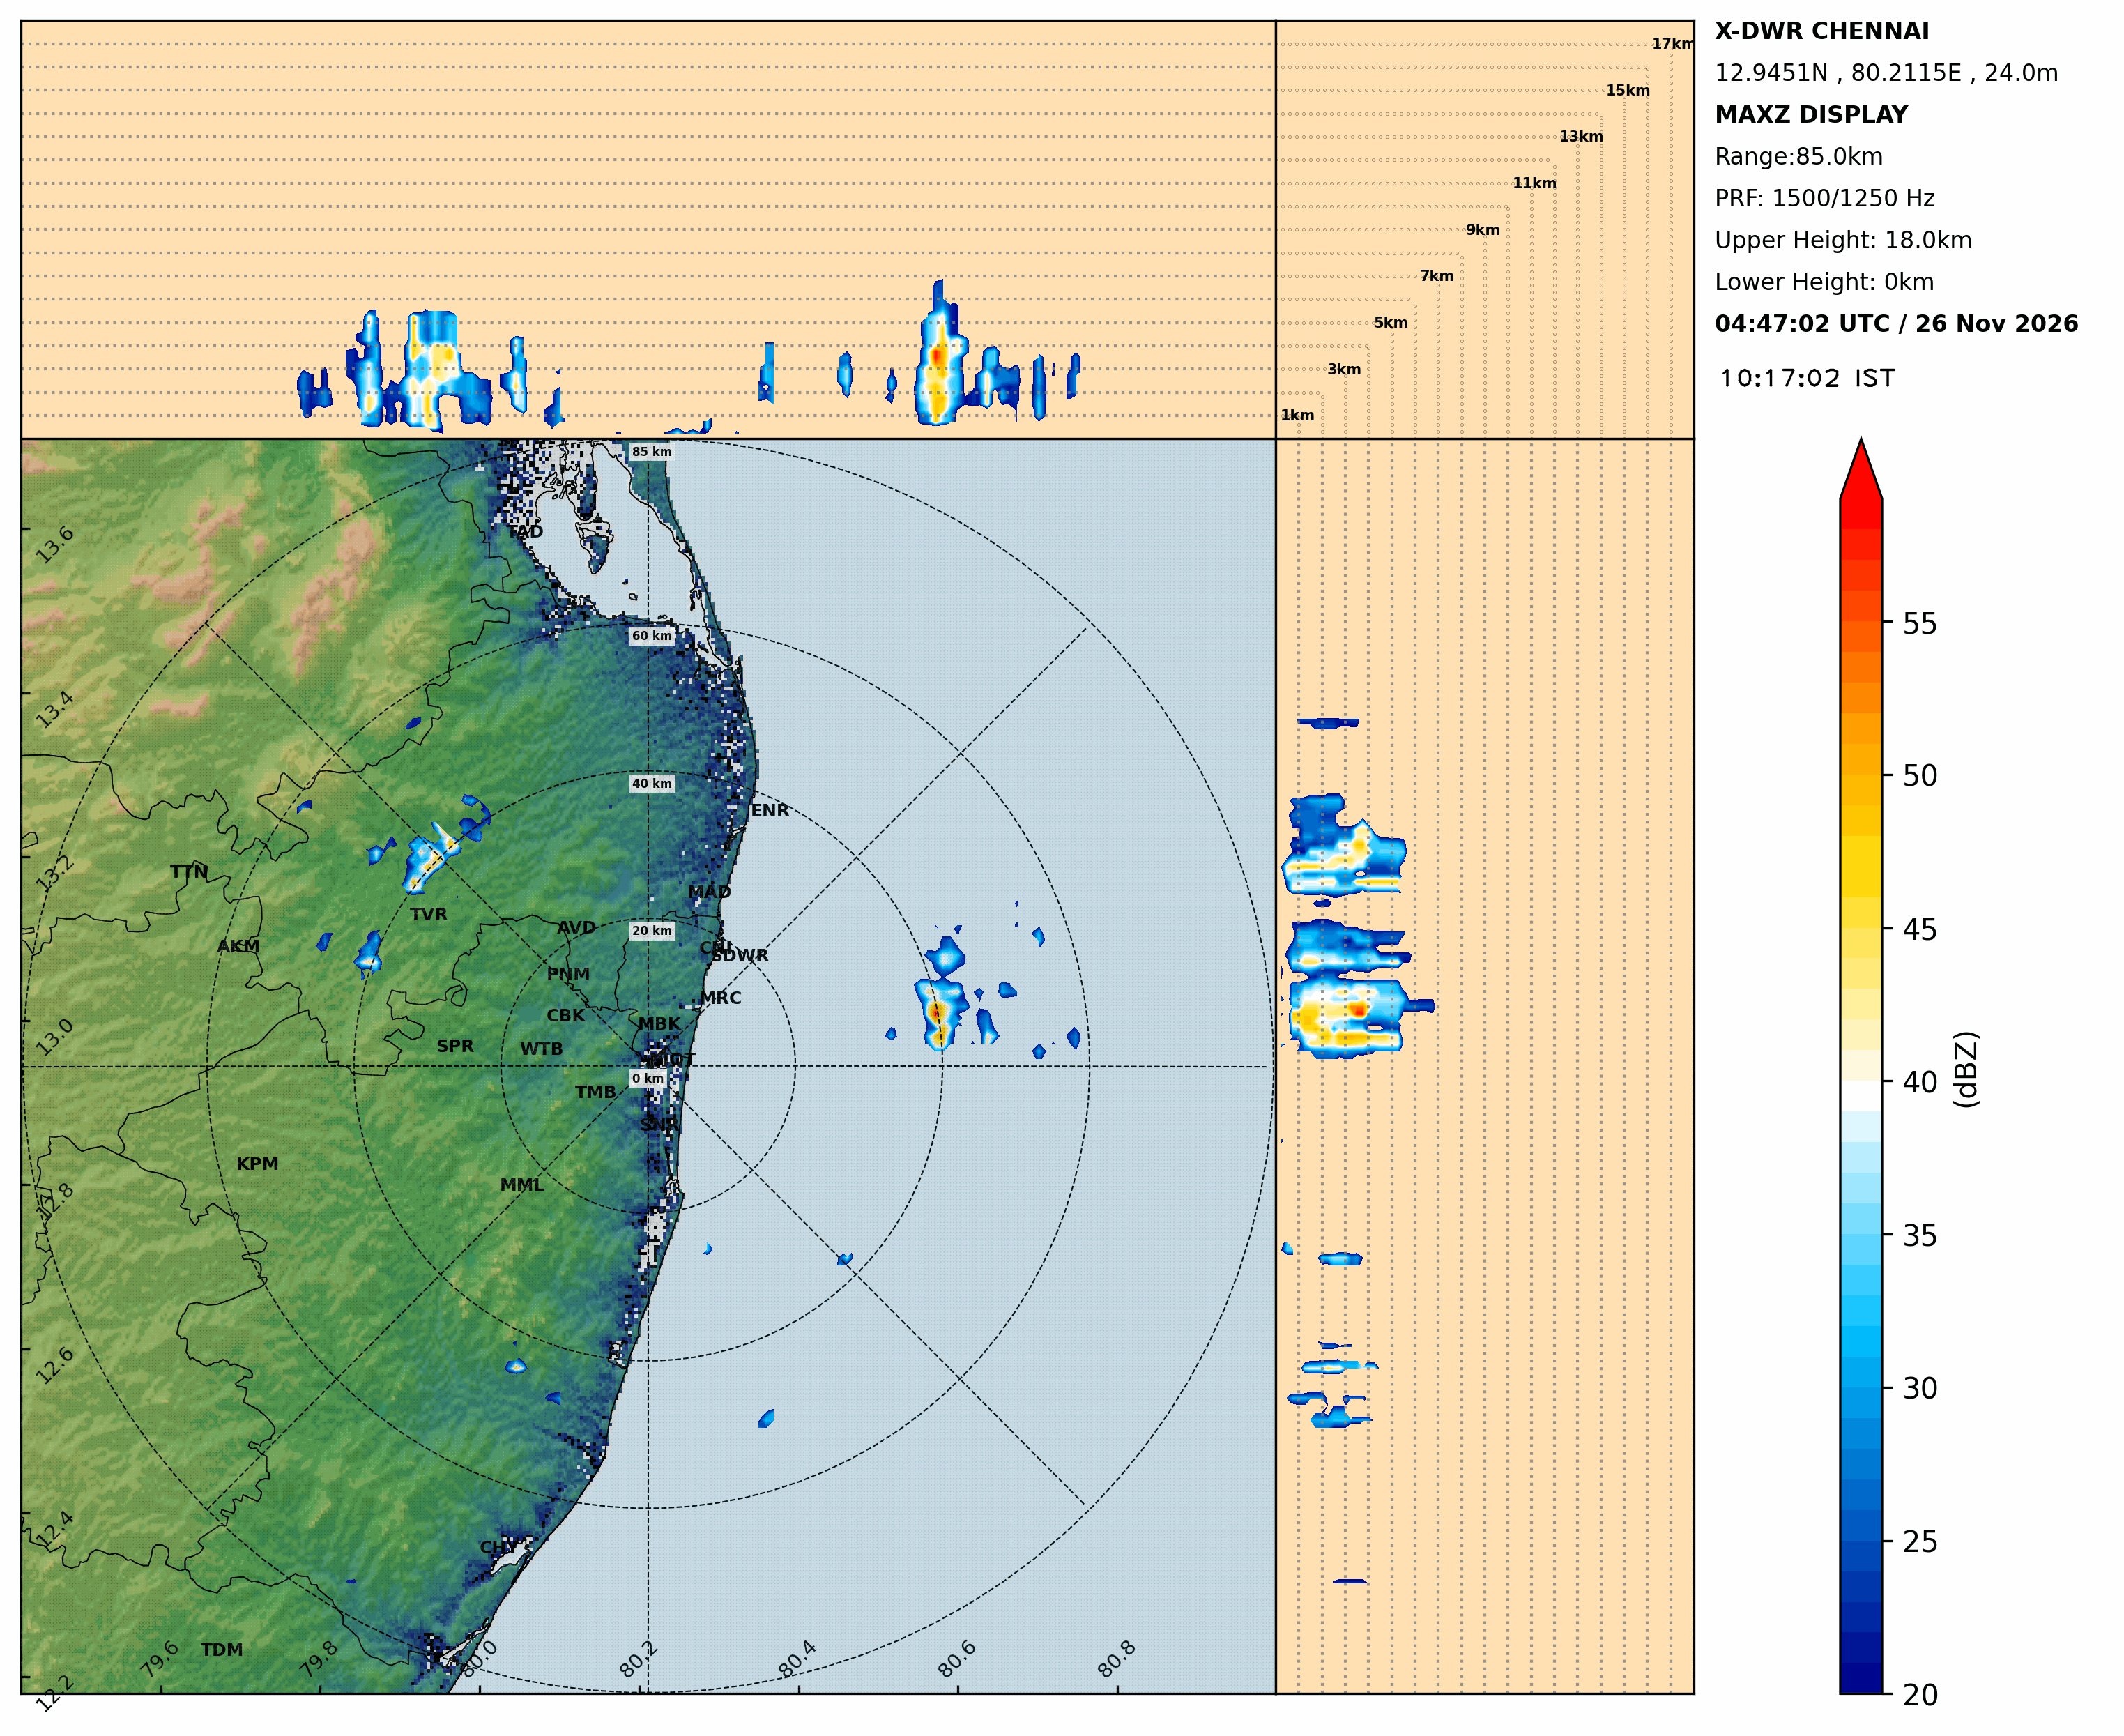 X-DWR CHENNAI
12.9451N , 80.2115E , 24.0m
MAXZ DISPLAY
Range:85.0km
PRF: 1500/1250 Hz
Upper Height: 18.0km
Lower Height: 0km
04:47:02 UTC / 26 Nov 2026
10:17:02 IST
17km
15km
13km
11km
9km
7km
5km
3km
1km
85 km
60 km
40 km
20 km
0 km
TAD
ENR
TTN
MAD
TVR
AVD
AKM
SDWR
PNM
MRC
CBK
MBK
SPR
WTB
TMB
SNR
KPM
MML
CHY
TDM
13.6
13.4
13.2
13.0
12.8
12.6
12.4
12.2
79.6
79.8
80.0
80.2
80.4
80.6
80.8
55
50
45
40
35
30
25
20
(dBZ)